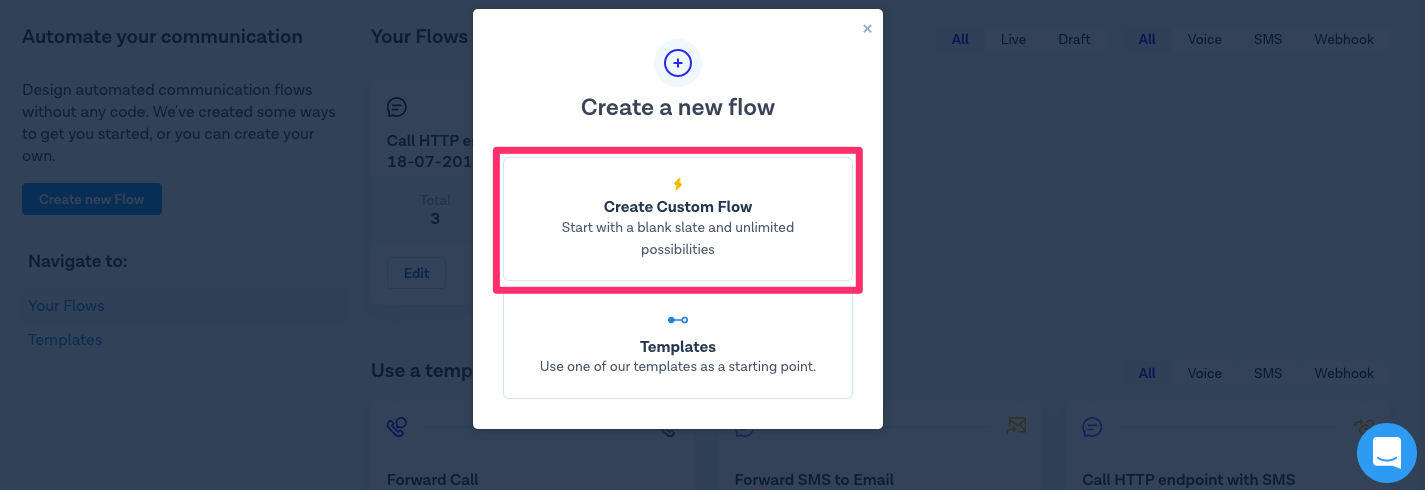 Automate your communication
Design automated communication flows
without any code. We've created some ways
to get you started, or you can create your
own.
Create new Flow
Navigate to:
Your Flows
Templates
Your Flows
All Live Draft
All Voice SMS Webhook
Call HTTP
18-07-201
Total
3
Edit
Create a new flow
Create Custom Flow
Start with a blank slate and unlimited
possibilities
Templates
Use one of our templates as a starting point.
Use a temp
All Voice SMS Webhook
Forward Call
Forward SMS to Email
Call HTTP endpoint with SMS